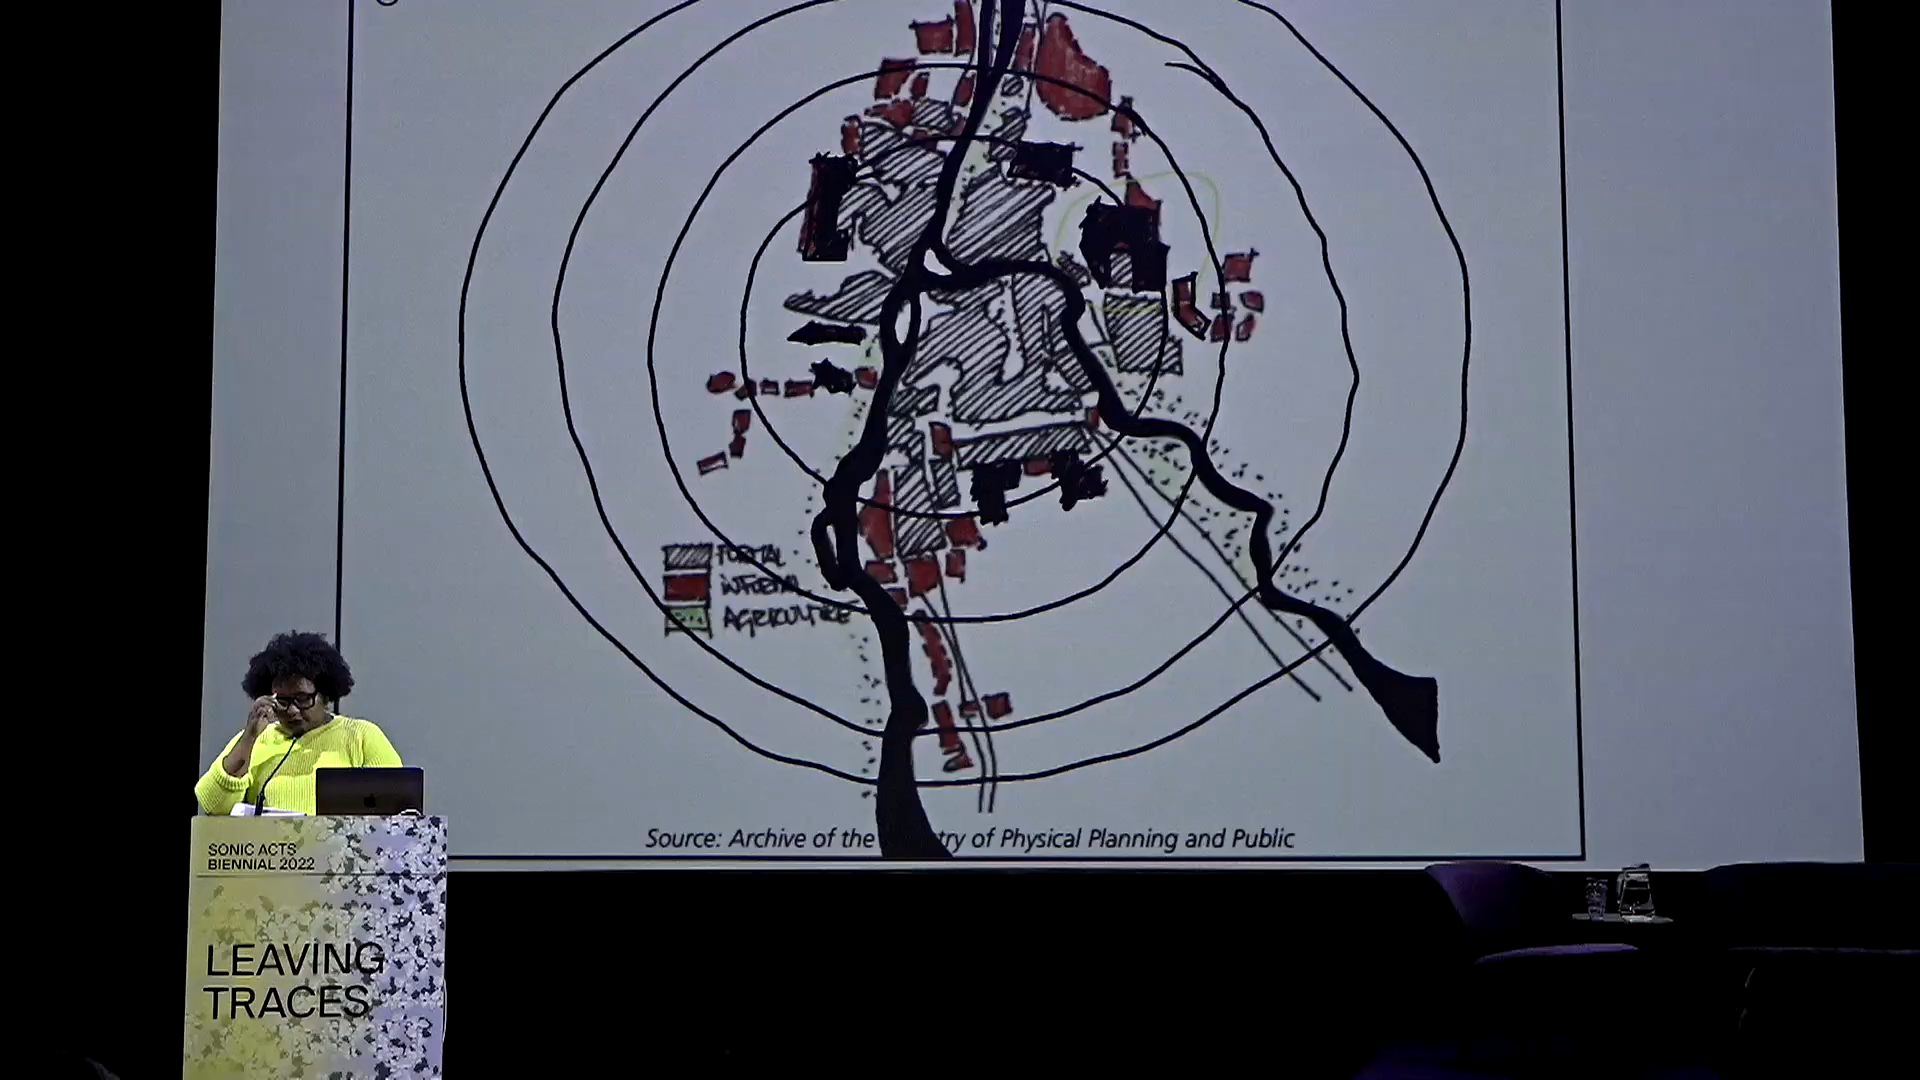 FORMAL
INFORMAL
AGRICULTURE
Source: Archive of the try of Physical Planning and Public
SONIC ACTS
BIENNIAL 2022
LEAVING
TRACES